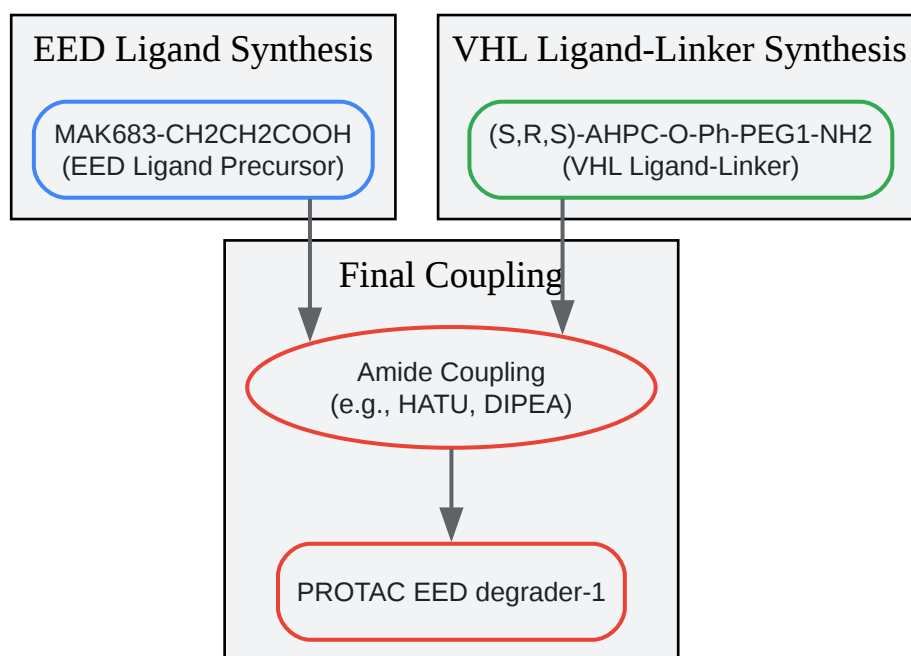 EED Ligand Synthesis
MAK683-CH2CH2COOH
(EED Ligand Precursor)
VHL Ligand-Linker Synthesis
(S,R,S)-AHPC-O-Ph-PEG1-NH2
(VHL Ligand-Linker)
Final Coupling
Amide Coupling
(e.g., HATU, DIPEA)
PROTAC EED degrader-1